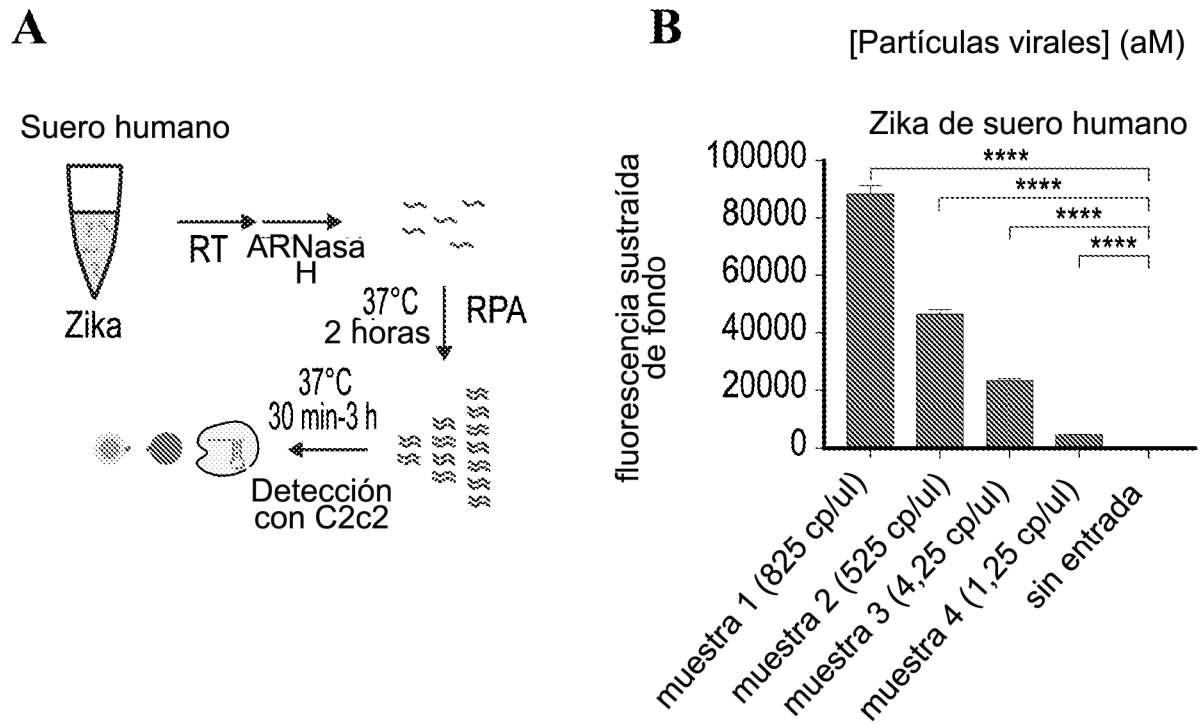 A
Suero humano
Zika
RT
ARNasa
H
37°C
2 horas
RPA
37°C
30 min-3 h
Detección
con C2c2
B
[Partículas virales] (aM)
Zika de suero humano
fluorescencia sustraída
de fondo
100000
80000
60000
40000
20000
0
****
****
****
****
muestra 1 (825 cp/ul)
muestra 2 (525 cp/ul)
muestra 3 (4,25 cp/ul)
muestra 4 (1,25 cp/ul)
sin entrada